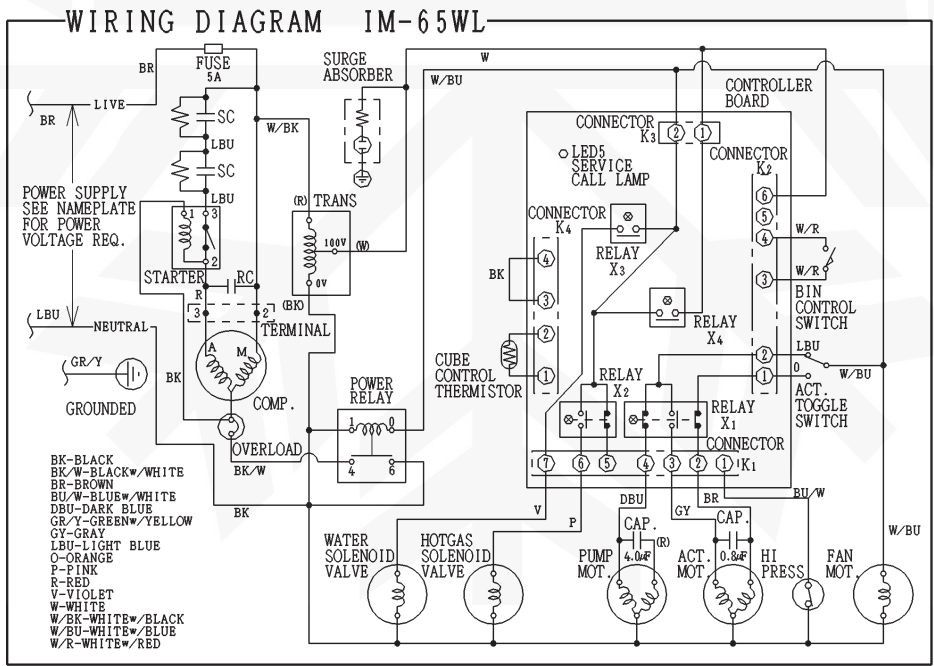 WIRING DIAGRAM IM-65WL
BR
FUSE
5A
SURGE
ABSORBER
W
W/BU
LIVE
BR
SC
LBU
SC
LBU
W/BK
CONTROLLER
BOARD
CONNECTOR
K3
2
1
LED5
SERVICE
CALL LAMP
CONNECTOR
K2
6
5
4
3
2
1
POWER SUPPLY
SEE NAMEPLATE
FOR POWER
VOLTAGE REQ.
1
3
2
STARTER
RC
R
(R)
TRANS
100V
(W)
0V
(BK)
CONNECTOR
K4
4
3
2
1
BK
RELAY
X3
RELAY
X4
W/R
W/R
BIN
CONTROL
SWITCH
LBU
NEUTRAL
3
2
TERMINAL
A
M
COMP.
GR/Y
GROUNDED
BK
OVERLOAD
BK/W
POWER
RELAY
1
0
4
6
CUBE
CONTROL
THERMISTOR
RELAY
X2
RELAY
X1
LBU
O
W/BU
ACT.
TOGGLE
SWITCH
CONNECTOR
K1
7
6
5
4
3
2
1
BK
BK-BLACK
BK/W-BLACKw/WHITE
BR-BROWN
BU/W-BLUEw/WHITE
DBU-DARK BLUE
GR/Y-GREENw/YELLOW
GY-GRAY
LBU-LIGHT BLUE
O-ORANGE
P-PINK
R-RED
V-VIOLET
W-WHITE
W/BK-WHITEw/BLACK
W/BU-WHITEw/BLUE
W/R-WHITEw/RED
V
P
DBU
GY
BR
BU/W
W/BU
WATER
SOLENOID
VALVE
HOTGAS
SOLENOID
VALVE
PUMP
MOT.
CAP.
4.0μF
(R)
ACT.
MOT.
CAP.
0.8μF
HI
PRESS
FAN
MOT.